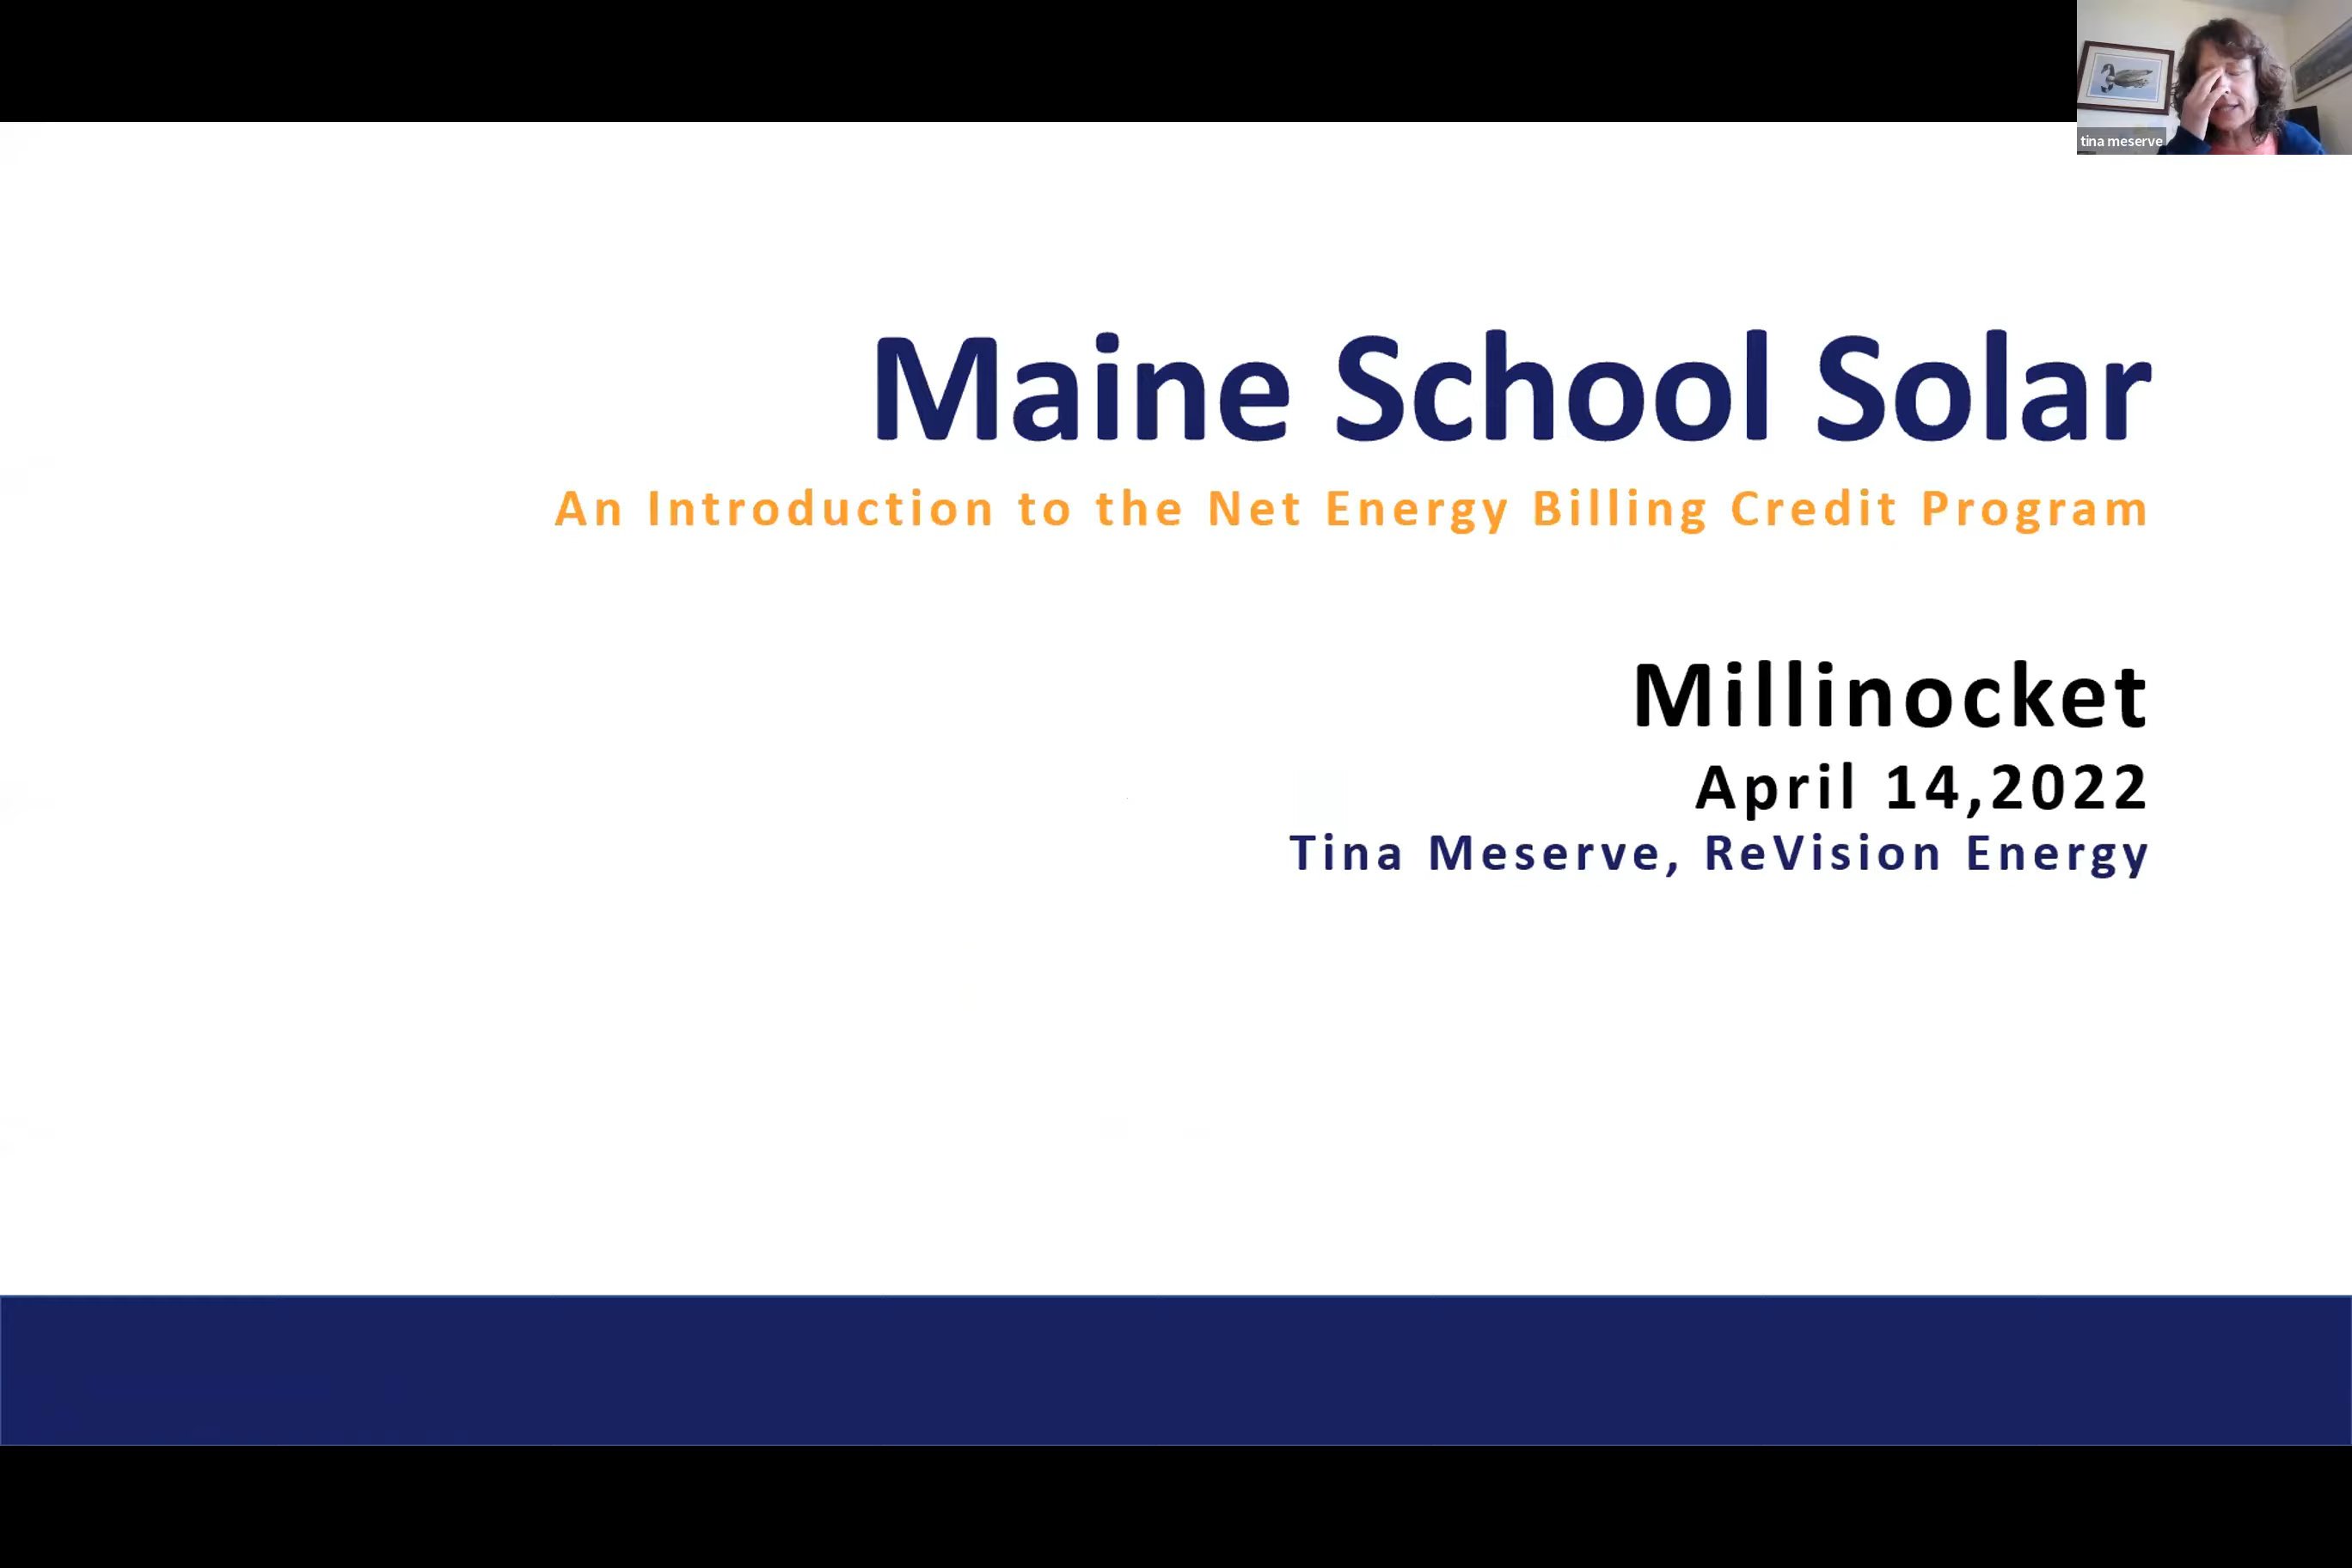 tina meserve
Maine School Solar
An Introduction to the Net Energy Billing Credit Program
Millinocket
April 14,2022
Tina Meserve, ReVision Energy